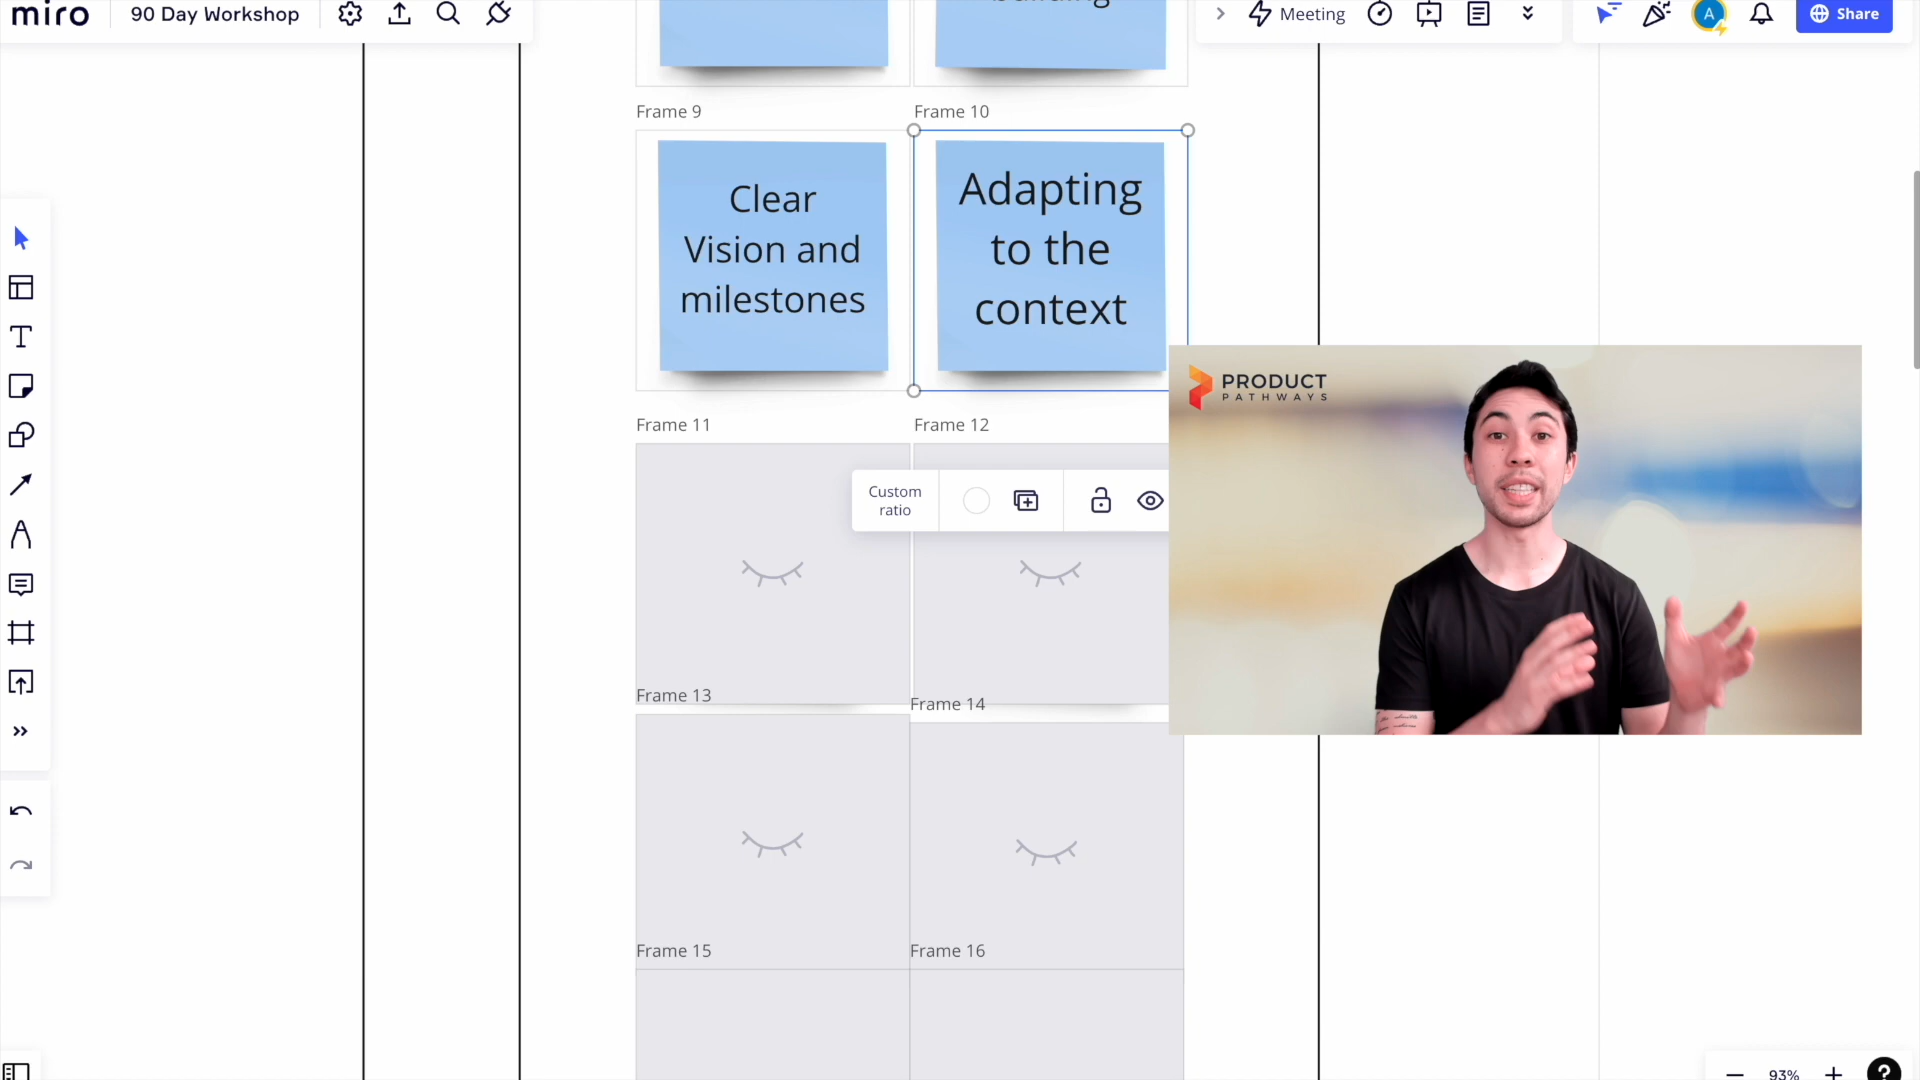 miro
90 Day Workshop
Meeting
A
Share
Frame 9
Frame 10
Clear
Vision and
milestones
Adapting
to the
context
PRODUCT
PATHWAYS
Frame 11
Frame 12
Custom
ratio
Frame 13
Frame 14
Frame 15
Frame 16
93%